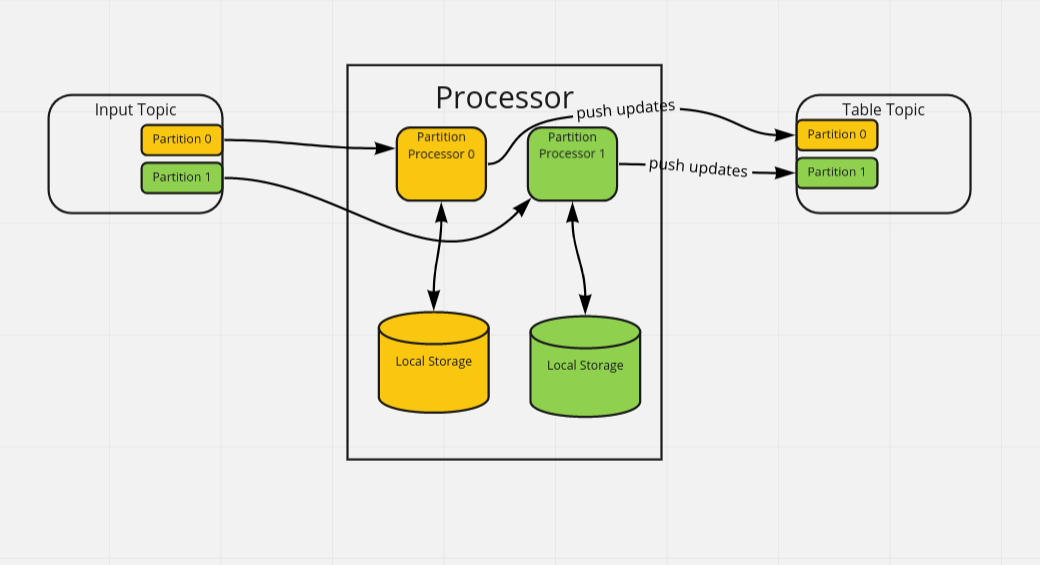 Input Topic
Partition 0
Partition 1
Processor
Partition
Processor 0
Partition
Processor 1
push updates
push updates
Local Storage
Local Storage
Table Topic
Partition 0
Partition 1